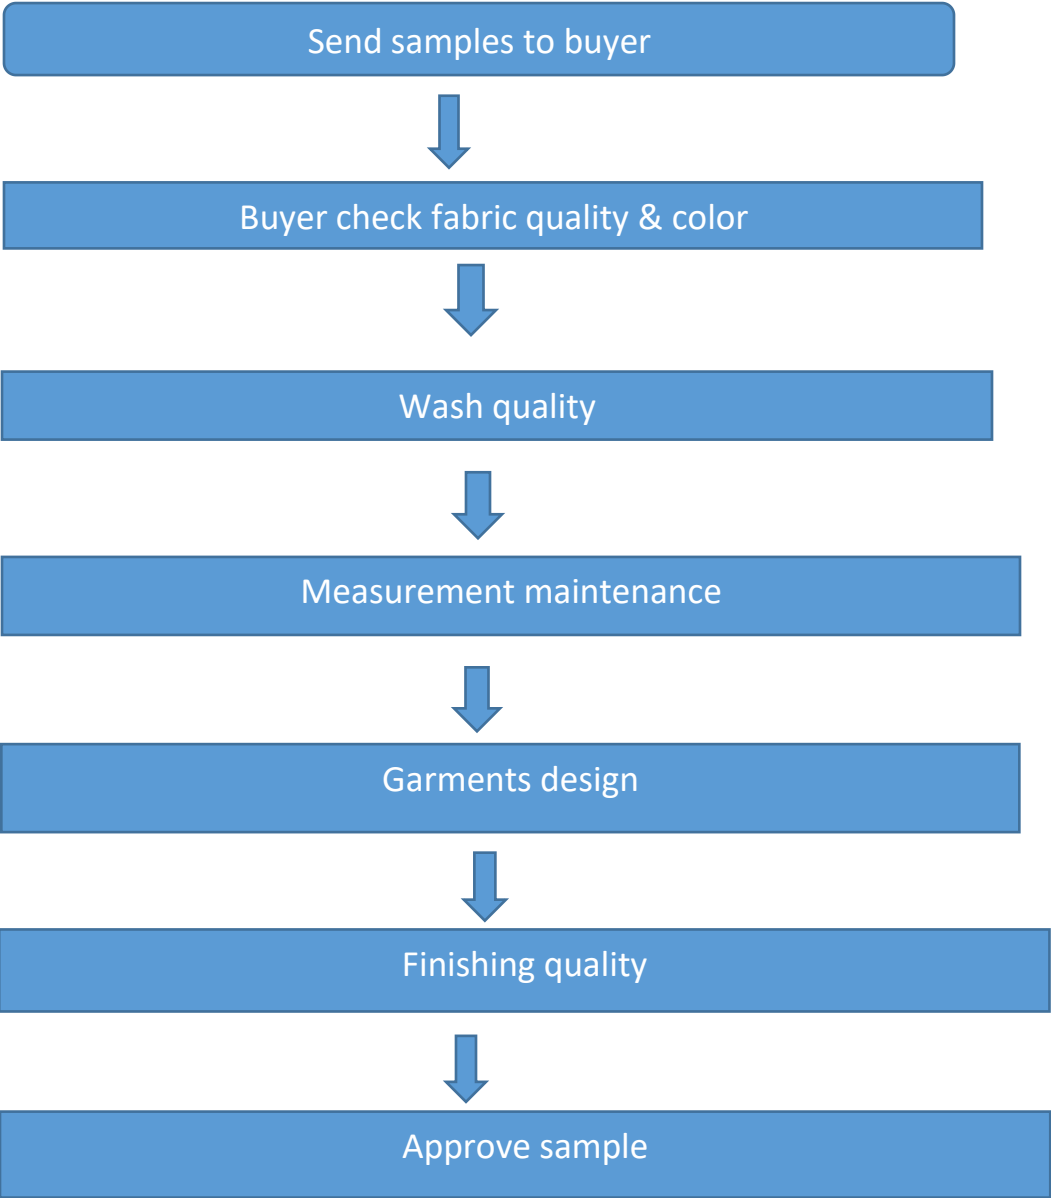 Send samples to buyer
Buyer check fabric quality & color
Wash quality
Measurement maintenance
Garments design
Finishing quality
Approve sample